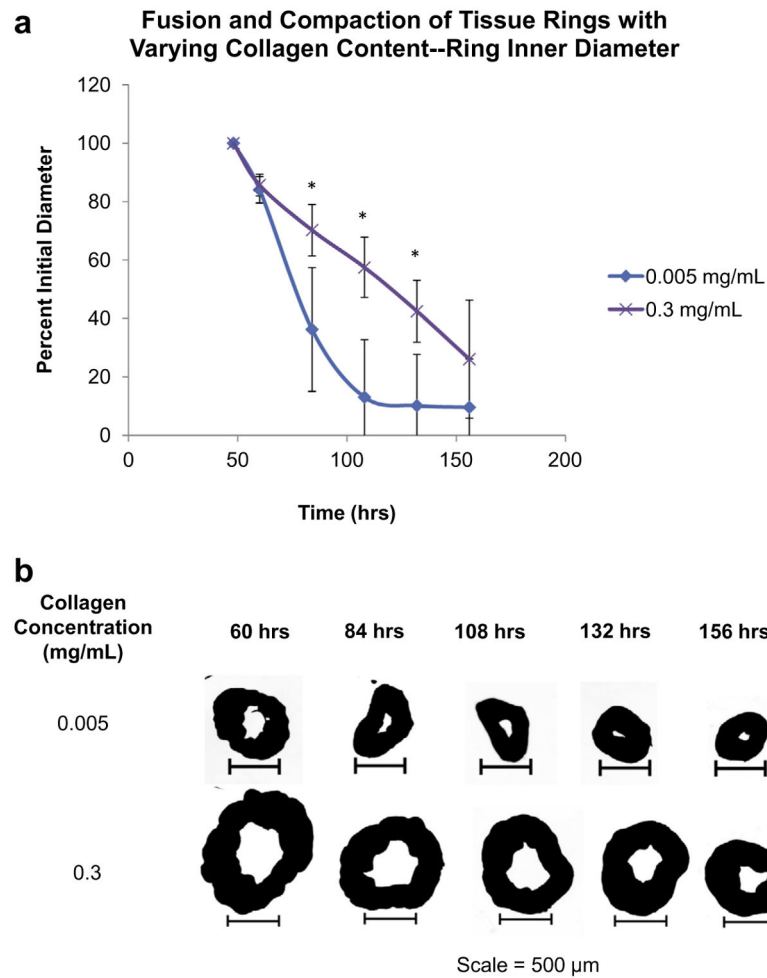 a
Fusion and Compaction of Tissue Rings with
Varying Collagen Content--Ring Inner Diameter
120
100
80
60
40
20
0
Percent Initial Diameter
*
*
*
0
50
100
150
200
Time (hrs)
0.005 mg/mL
0.3 mg/mL
b
Collagen
Concentration
(mg/mL)
60 hrs
84 hrs
108 hrs
132 hrs
156 hrs
0.005
0.3
Scale = 500 µm